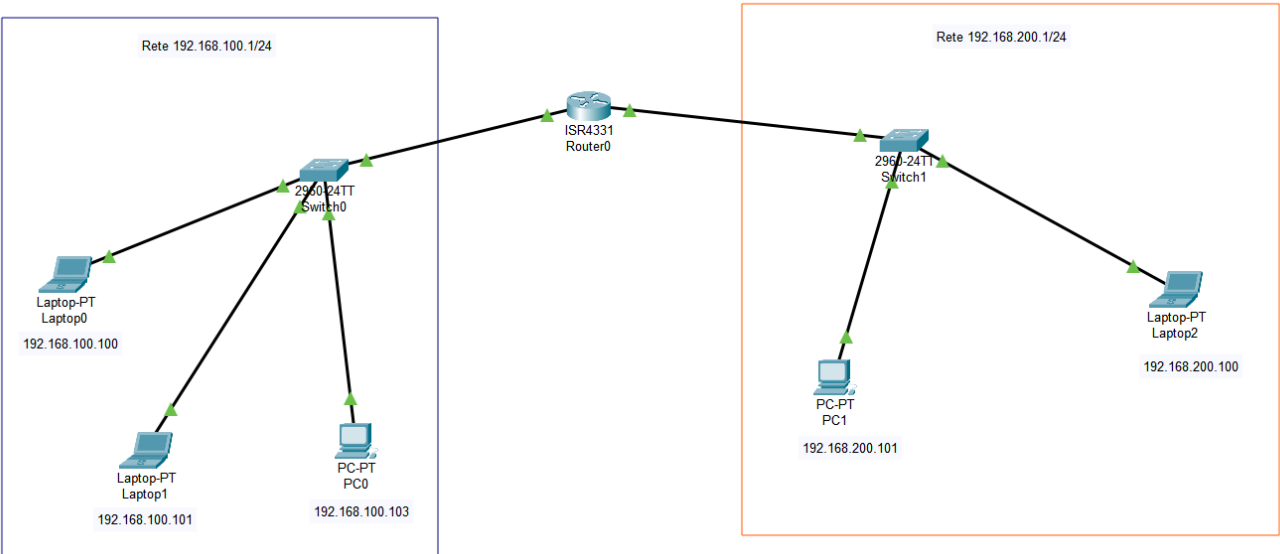 Rete 192.168.100.1/24
Rete 192.168.200.1/24
ISR4331
Router0
2960-24TT
Switch0
2960-24TT
Switch1
Laptop-PT
Laptop0
192.168.100.100
Laptop-PT
Laptop1
192.168.100.101
PC-PT
PC0
192.168.100.103
PC-PT
PC1
192.168.200.101
Laptop-PT
Laptop2
192.168.200.100